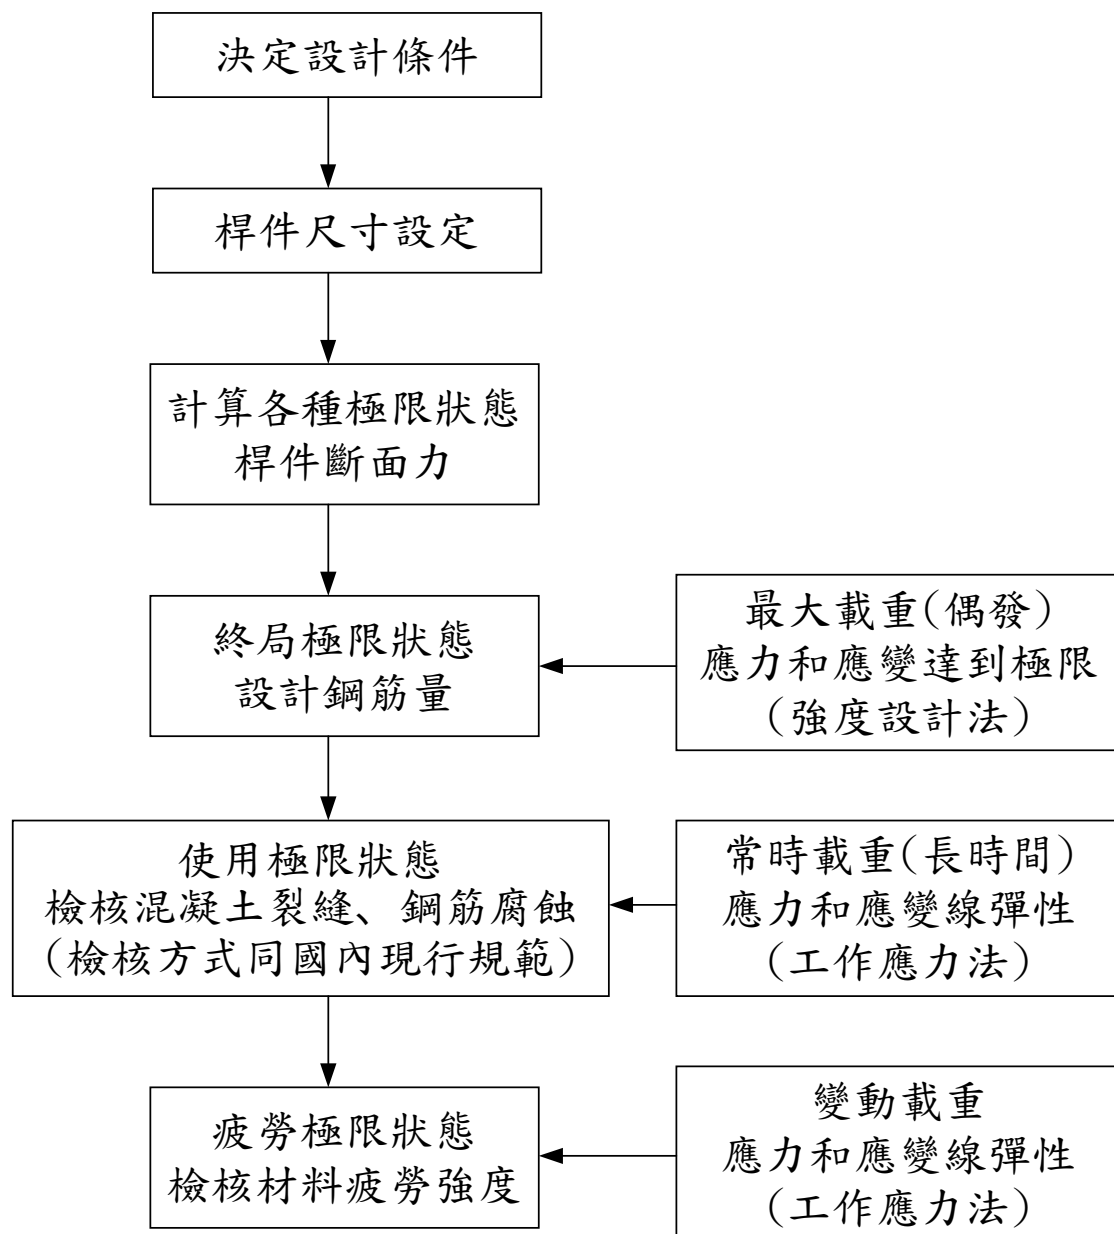 決定設計條件
桿件尺寸設定
計算各種極限狀態
桿件斷面力
終局極限狀態
設計鋼筋量
最大載重(偶發)
應力和應變達到極限
(強度設計法)
使用極限狀態
檢核混凝土裂縫、鋼筋腐蝕
(檢核方式同國內現行規範)
常時載重(長時間)
應力和應變線彈性
(工作應力法)
疲勞極限狀態
檢核材料疲勞強度
變動載重
應力和應變線彈性
(工作應力法)